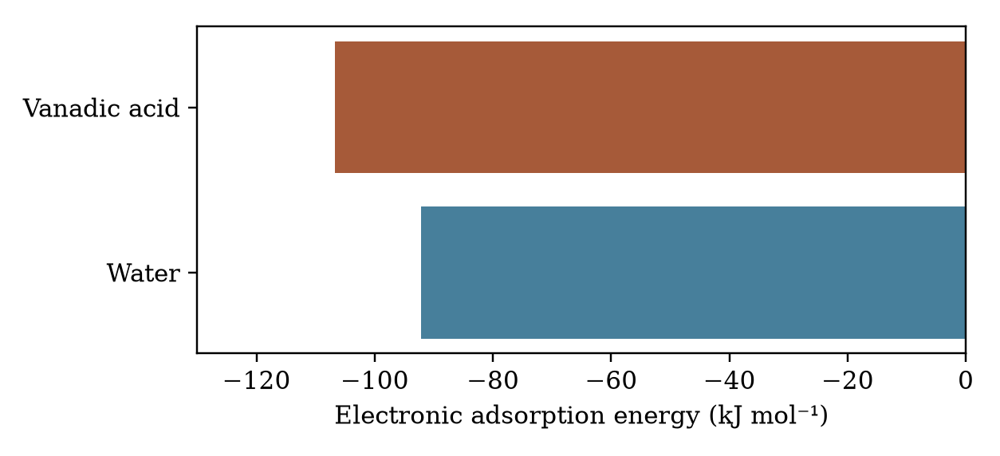 Vanadic acid
Water
−120 −100 −80 −60 −40 −20 0
Electronic adsorption energy (kJ mol⁻¹)